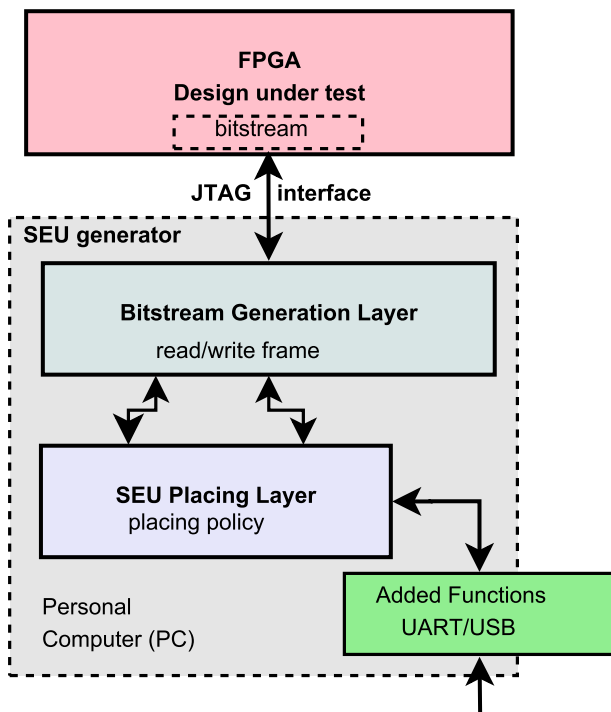 FPGA
Design under test
bitstream
JTAG interface
SEU generator
Bitstream Generation Layer
read/write frame
SEU Placing Layer
placing policy
Added Functions
UART/USB
Personal
Computer (PC)